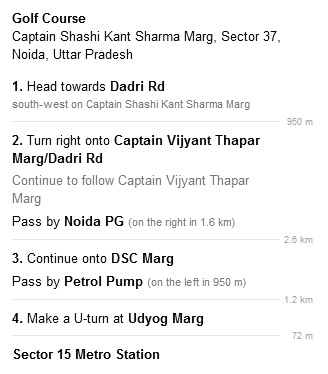 Golf Course
Captain Shashi Kant Sharma Marg, Sector 37,
Noida, Uttar Pradesh
1. Head towards Dadri Rd
south-west on Captain Shashi Kant Sharma Marg
950 m
2. Turn right onto Captain Vijyant Thapar
Marg/Dadri Rd
Continue to follow Captain Vijyant Thapar
Marg
Pass by Noida PG (on the right in 1.6 km)
2.6 km
3. Continue onto DSC Marg
Pass by Petrol Pump (on the left in 950 m)
1.2 km
4. Make a U-turn at Udyog Marg
72 m
Sector 15 Metro Station